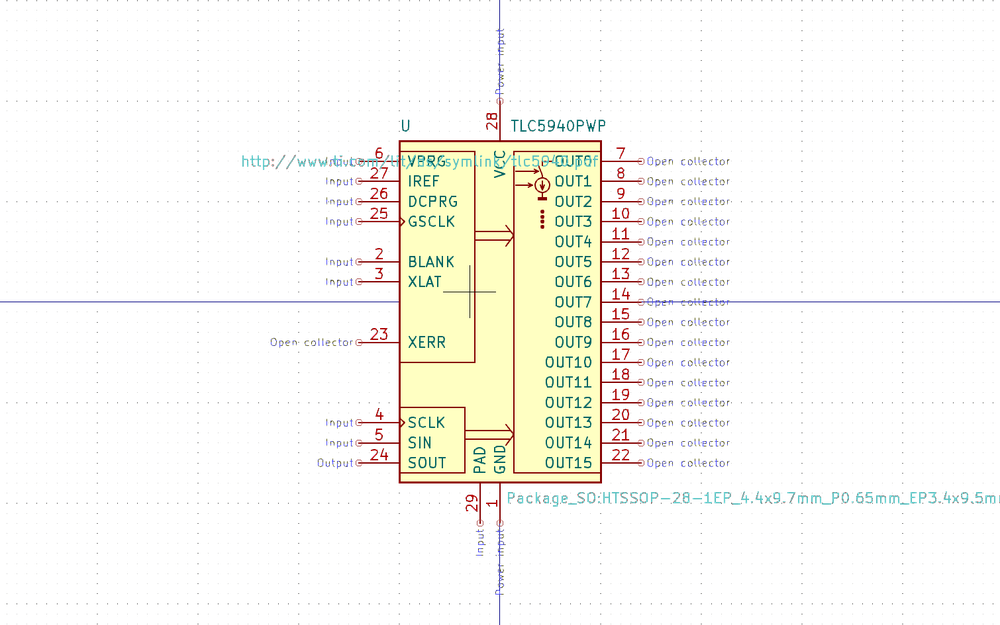 Power input
28
U TLC5940PWP
VCC
http://www.ti.com/lit/ds/symlink/tlc5940.pdf
Input 6 VPRG OUT0 7 Open collector
Input 27 IREF OUT1 8 Open collector
Input 26 DCPRG OUT2 9 Open collector
Input 25 GSCLK OUT3 10 Open collector
OUT4 11 Open collector
Input 2 BLANK OUT5 12 Open collector
Input 3 XLAT OUT6 13 Open collector
OUT7 14 Open collector
OUT8 15 Open collector
Open collector 23 XERR OUT9 16 Open collector
OUT10 17 Open collector
OUT11 18 Open collector
OUT12 19 Open collector
Input 4 SCLK OUT13 20 Open collector
Input 5 SIN OUT14 21 Open collector
Output 24 SOUT OUT15 22 Open collector
PAD GND
29 1
Package_SO:HTSSOP-28-1EP_4.4x9.7mm_P0.65mm_EP3.4x9.5m
Input Power input